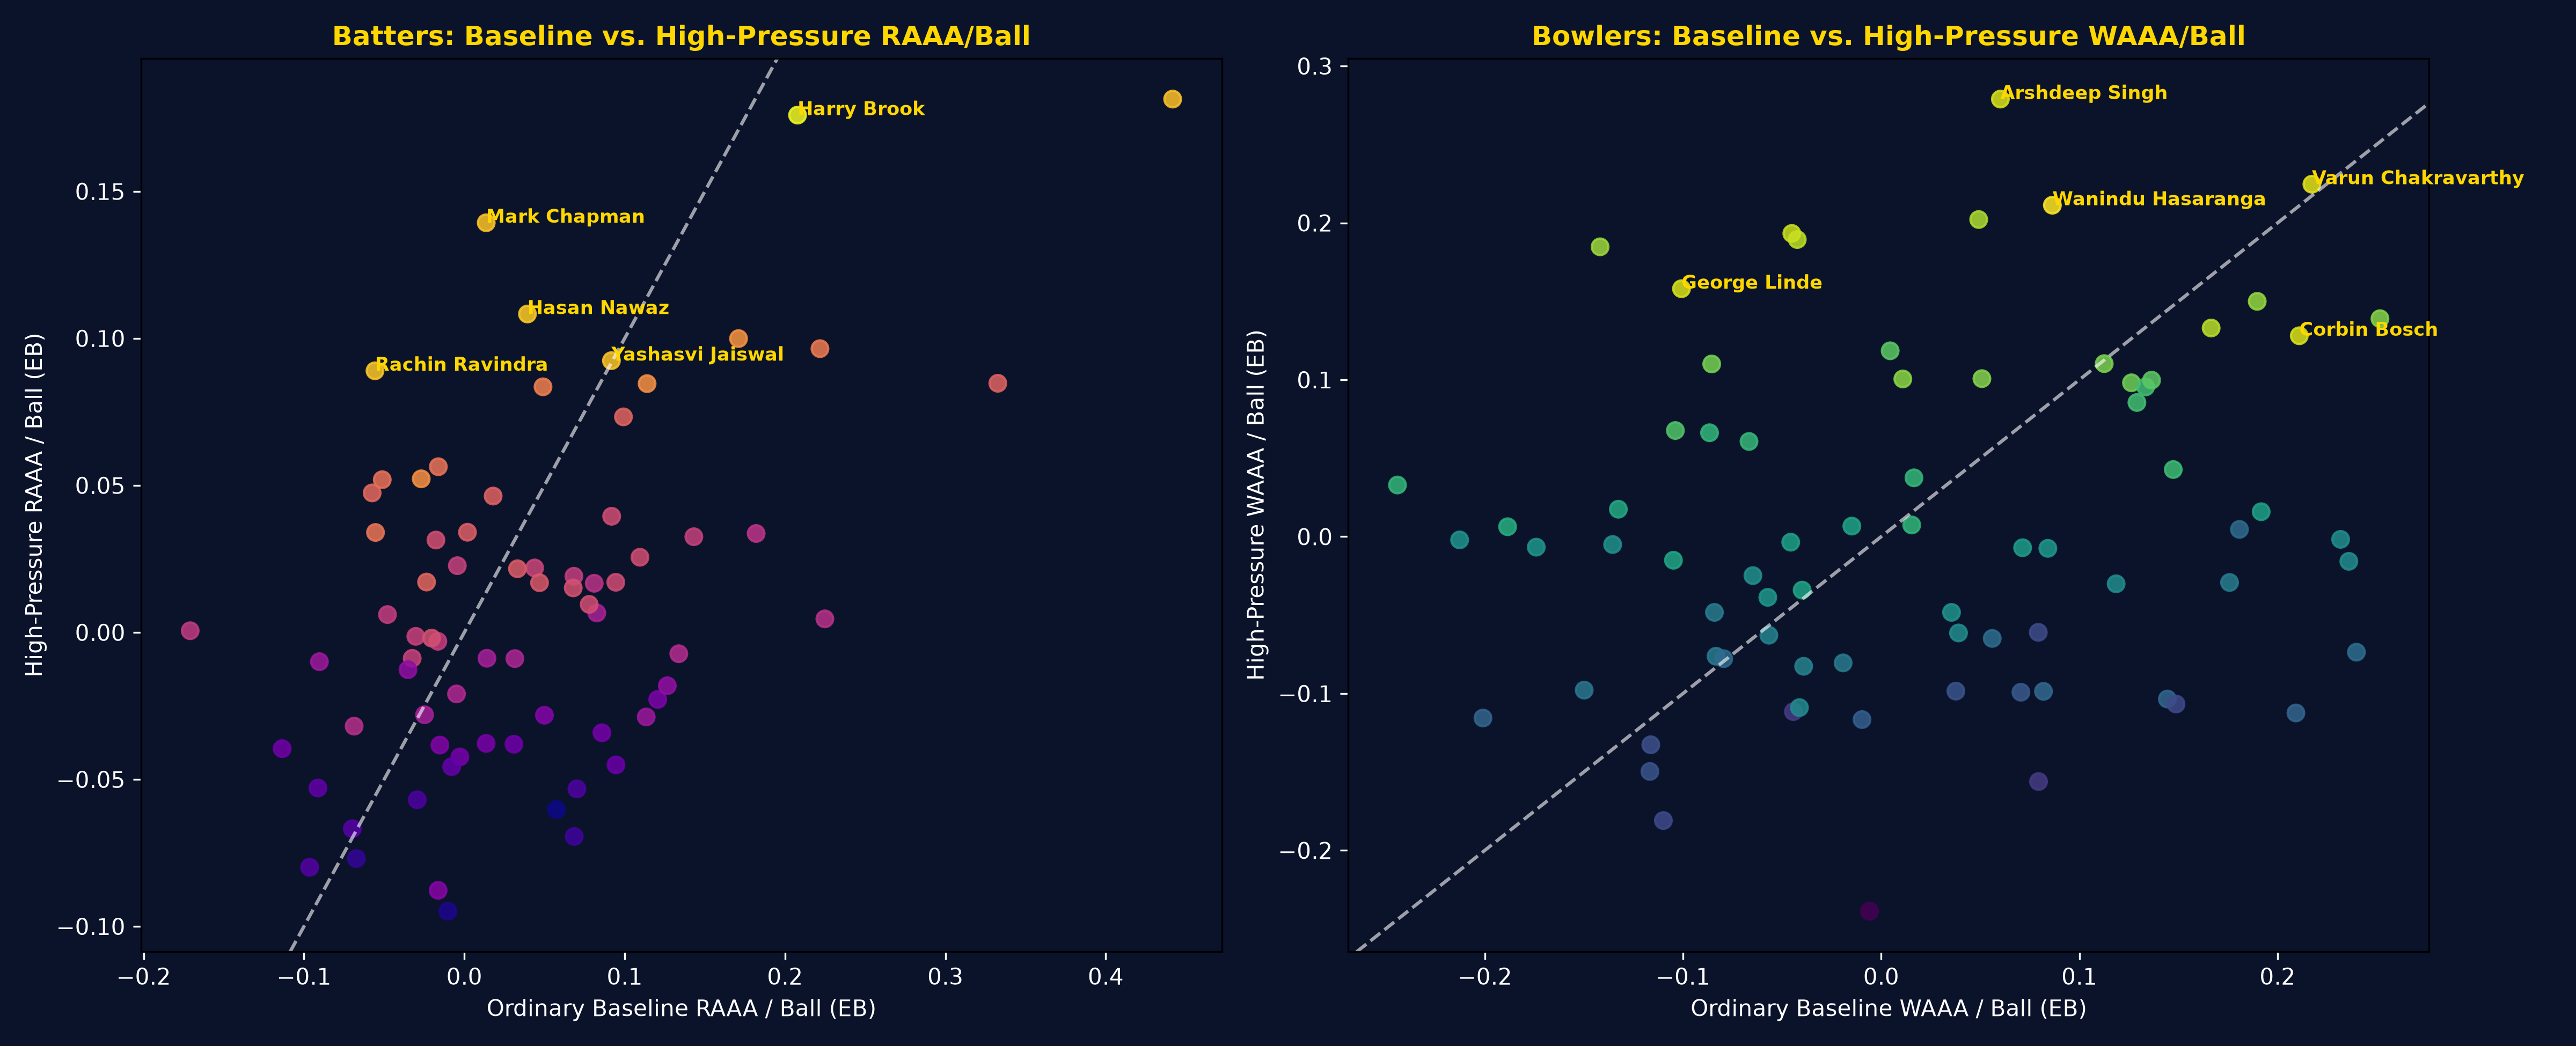 Batters: Baseline vs. High-Pressure RAAA/Ball
High-Pressure RAAA / Ball (EB)
0.15
0.10
0.05
0.00
−0.05
−0.10
Harry Brook
Mark Chapman
Hasan Nawaz
Yashasvi Jaiswal
Rachin Ravindra
−0.2 −0.1 0.0 0.1 0.2 0.3 0.4
Ordinary Baseline RAAA / Ball (EB)
Bowlers: Baseline vs. High-Pressure WAAA/Ball
High-Pressure WAAA / Ball (EB)
0.3
0.2
0.1
0.0
−0.1
−0.2
Arshdeep Singh
Varun Chakravarthy
Wanindu Hasaranga
George Linde
Corbin Bosch
−0.2 −0.1 0.0 0.1 0.2
Ordinary Baseline WAAA / Ball (EB)